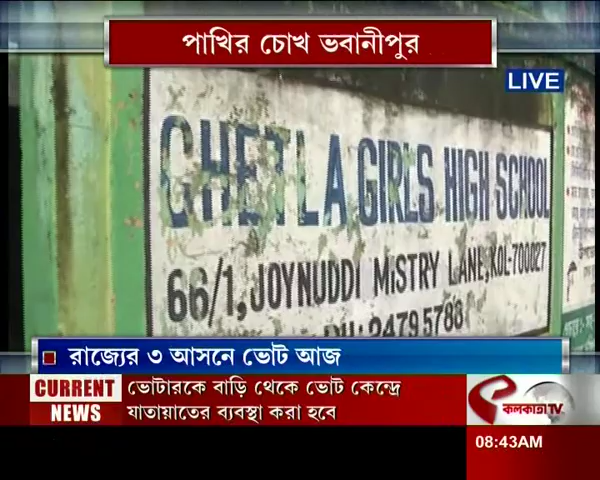 পাখির চোখ ভবানীপুর
LIVE
CHETLA GIRLS HIGH SCHOOL
66/1, JOYNUDDI MISTRY LANE, KOL-700027
PH: 2479 5788
রাজ্যের ৩ আসনে ভোট আজ
CURRENT NEWS
ভোটারকে বাড়ি থেকে ভোট কেন্দ্রে
যাতায়াতের ব্যবস্থা করা হবে
কলকাতা TV
08:43AM